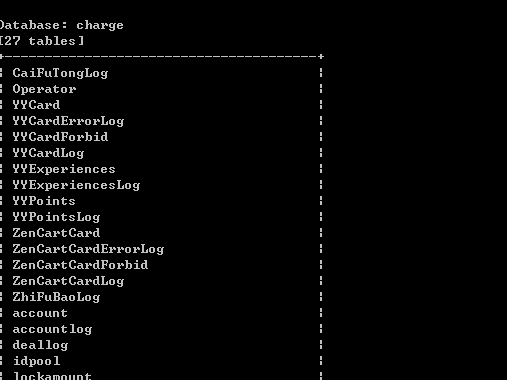 Database: charge
[27 tables]
+---------------------------------------+
| CaiFuTongLog |
| Operator |
| YYCard |
| YYCardErrorLog |
| YYCardForbid |
| YYCardLog |
| YYExperiences |
| YYExperiencesLog |
| YYPoints |
| YYPointsLog |
| ZenCartCard |
| ZenCartCardErrorLog |
| ZenCartCardForbid |
| ZenCartCardLog |
| ZhiFuBaoLog |
| account |
| accountlog |
| deallog |
| idpool |
| lockamount |